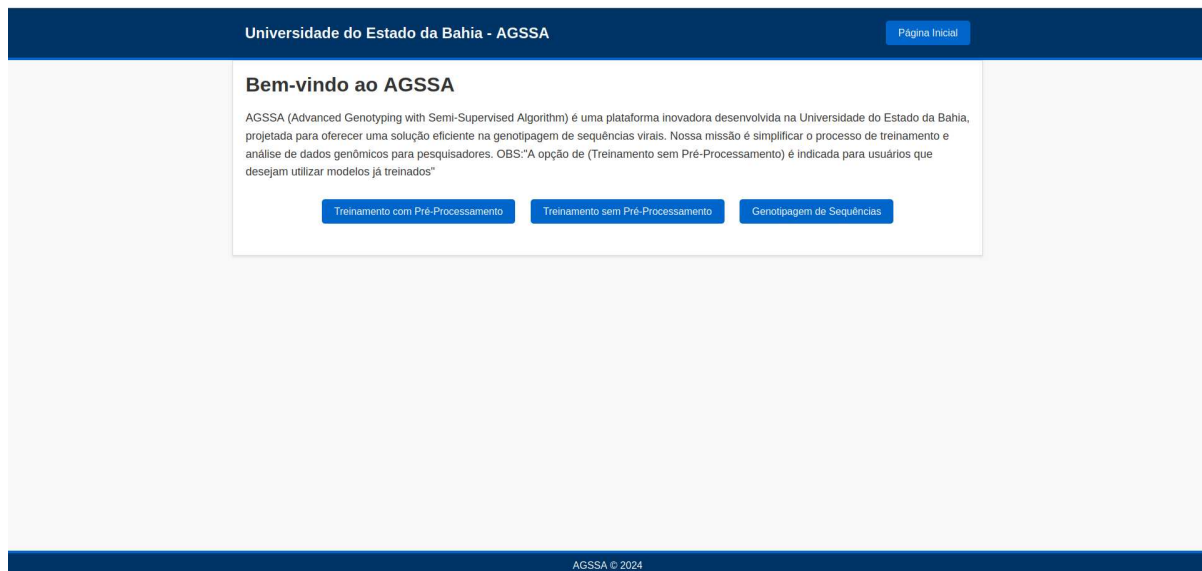 Universidade do Estado da Bahia - AGSSA
Página Inicial
Bem-vindo ao AGSSA
AGSSA (Advanced Genotyping with Semi-Supervised Algorithm) é uma plataforma inovadora desenvolvida na Universidade do Estado da Bahia,
projetada para oferecer uma solução eficiente na genotipagem de sequências virais. Nossa missão é simplificar o processo de treinamento e
análise de dados genômicos para pesquisadores. OBS:"A opção de (Treinamento sem Pré-Processamento) é indicada para usuários que
desejam utilizar modelos já treinados"
Treinamento com Pré-Processamento
Treinamento sem Pré-Processamento
Genotipagem de Sequências
AGSSA © 2024